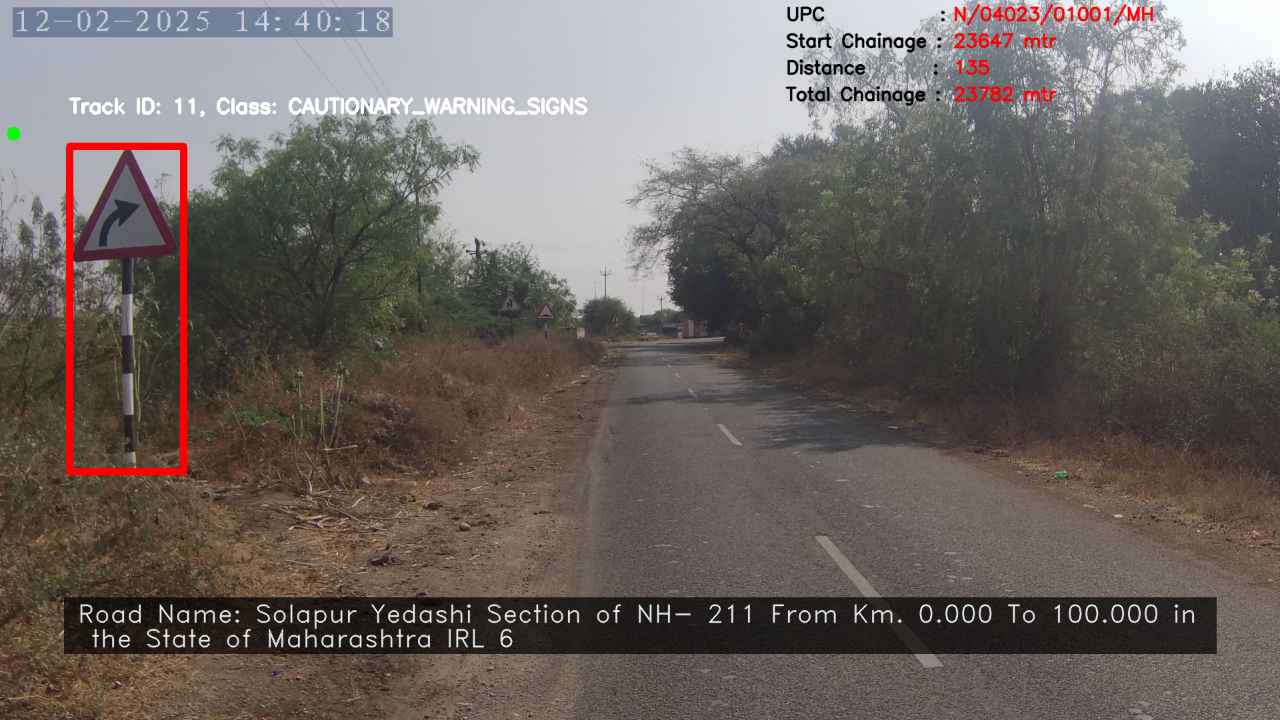 12-02-2025 14:40:18
UPC : N/04023/01001/MH
Start Chainage : 23647 mtr
Distance : 135
Total Chainage : 23782 mtr
Track ID: 11, Class: CAUTIONARY_WARNING_SIGNS
Road Name: Solapur Yedashi Section of NH- 211 From Km. 0.000 To 100.000 in
the State of Maharashtra IRL 6